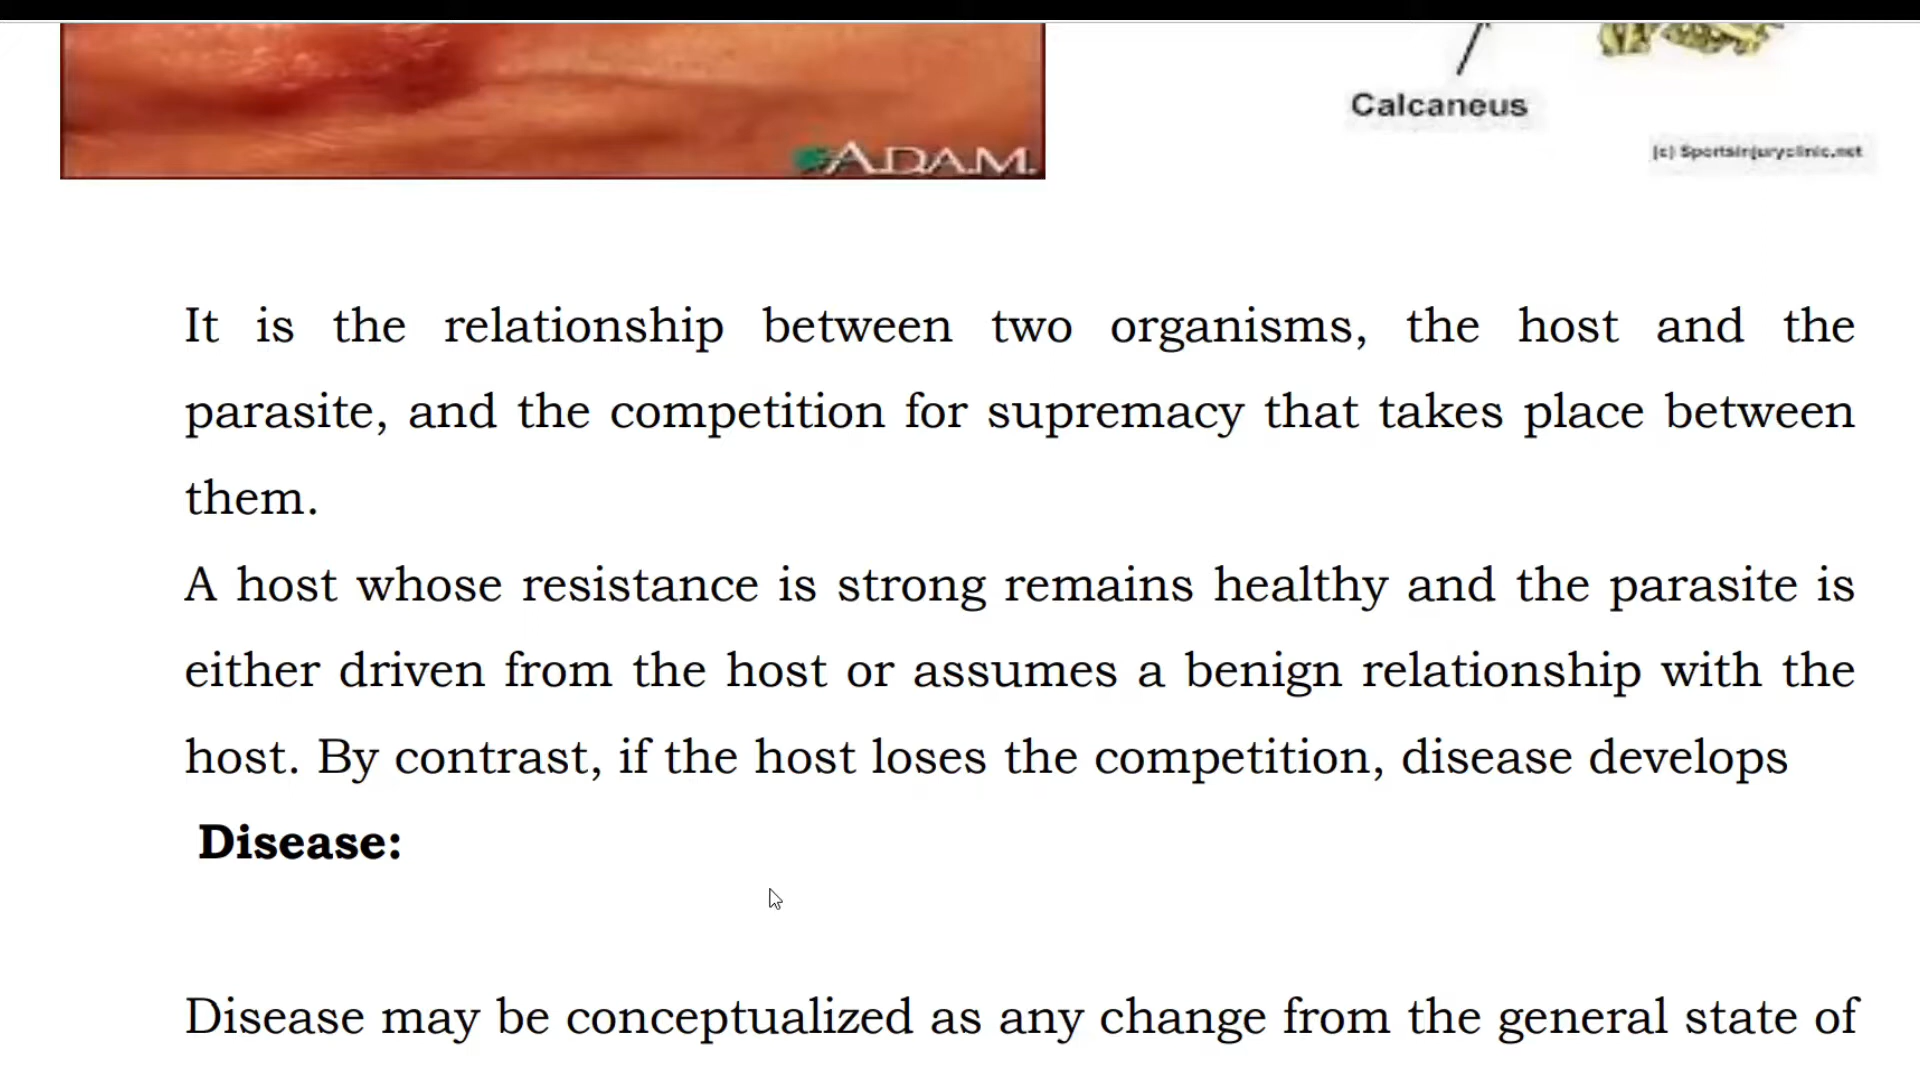 Calcaneus
ADAM.
(c) Sportsinjuryclinic.net
It is the relationship between two organisms, the host and the
parasite, and the competition for supremacy that takes place between
them.
A host whose resistance is strong remains healthy and the parasite is
either driven from the host or assumes a benign relationship with the
host. By contrast, if the host loses the competition, disease develops
Disease:
Disease may be conceptualized as any change from the general state of